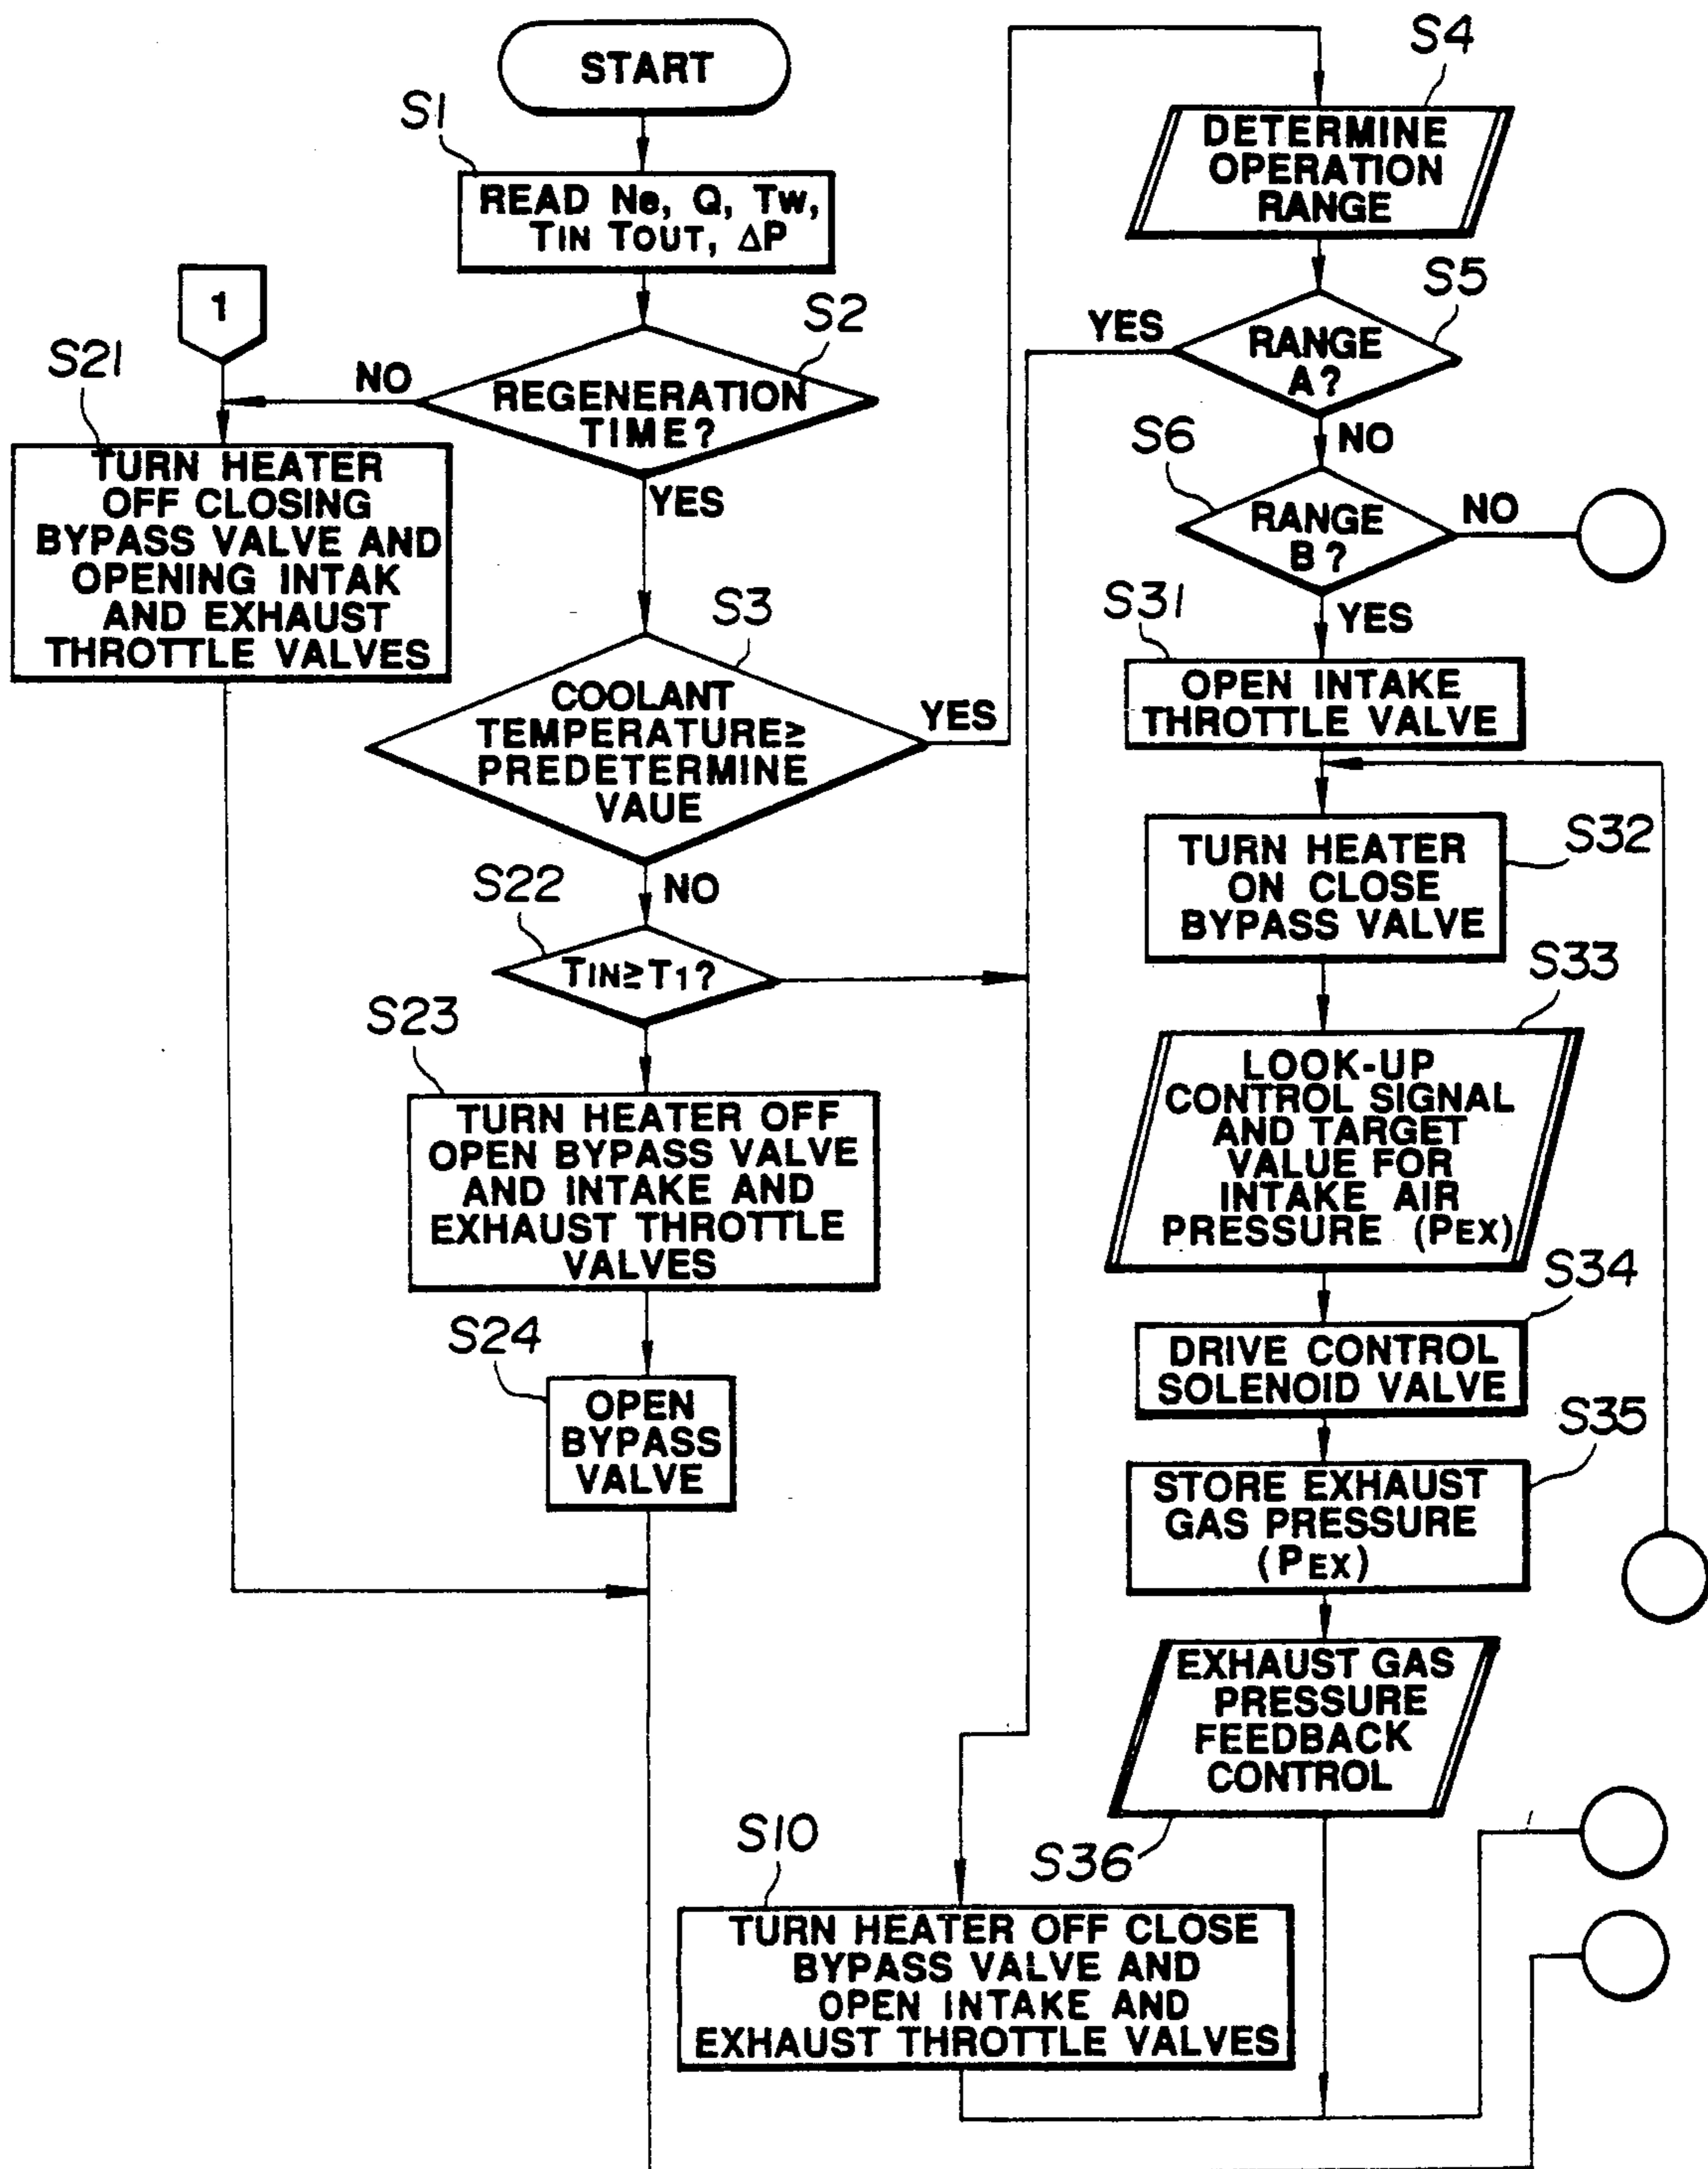 START
S1
READ Ne, Q, Tw,
TIN TOUT, ΔP
1
S2
REGENERATION
TIME?
NO
YES
S21
TURN HEATER
OFF CLOSING
BYPASS VALVE AND
OPENING INTAK
AND EXHAUST
THROTTLE VALVES
S3
COOLANT
TEMPERATURE≥
PREDETERMINE
VAUE
YES
NO
S22
TIN≥T1?
S23
TURN HEATER OFF
OPEN BYPASS VALVE
AND INTAKE AND
EXHAUST THROTTLE
VALVES
S24
OPEN
BYPASS
VALVE
S4
DETERMINE
OPERATION
RANGE
S5
RANGE
A?
YES
NO
S6
RANGE
B?
NO
YES
S31
OPEN INTAKE
THROTTLE VALVE
S32
TURN HEATER
ON CLOSE
BYPASS VALVE
S33
LOOK-UP
CONTROL SIGNAL
AND TARGET
VALUE FOR
INTAKE AIR
PRESSURE (PEX)
S34
DRIVE CONTROL
SOLENOID VALVE
S35
STORE EXHAUST
GAS PRESSURE
(PEX)
EXHAUST GAS
PRESSURE
FEEDBACK
CONTROL
S36
S10
TURN HEATER OFF CLOSE
BYPASS VALVE AND
OPEN INTAKE AND
EXHAUST THROTTLE VALVES